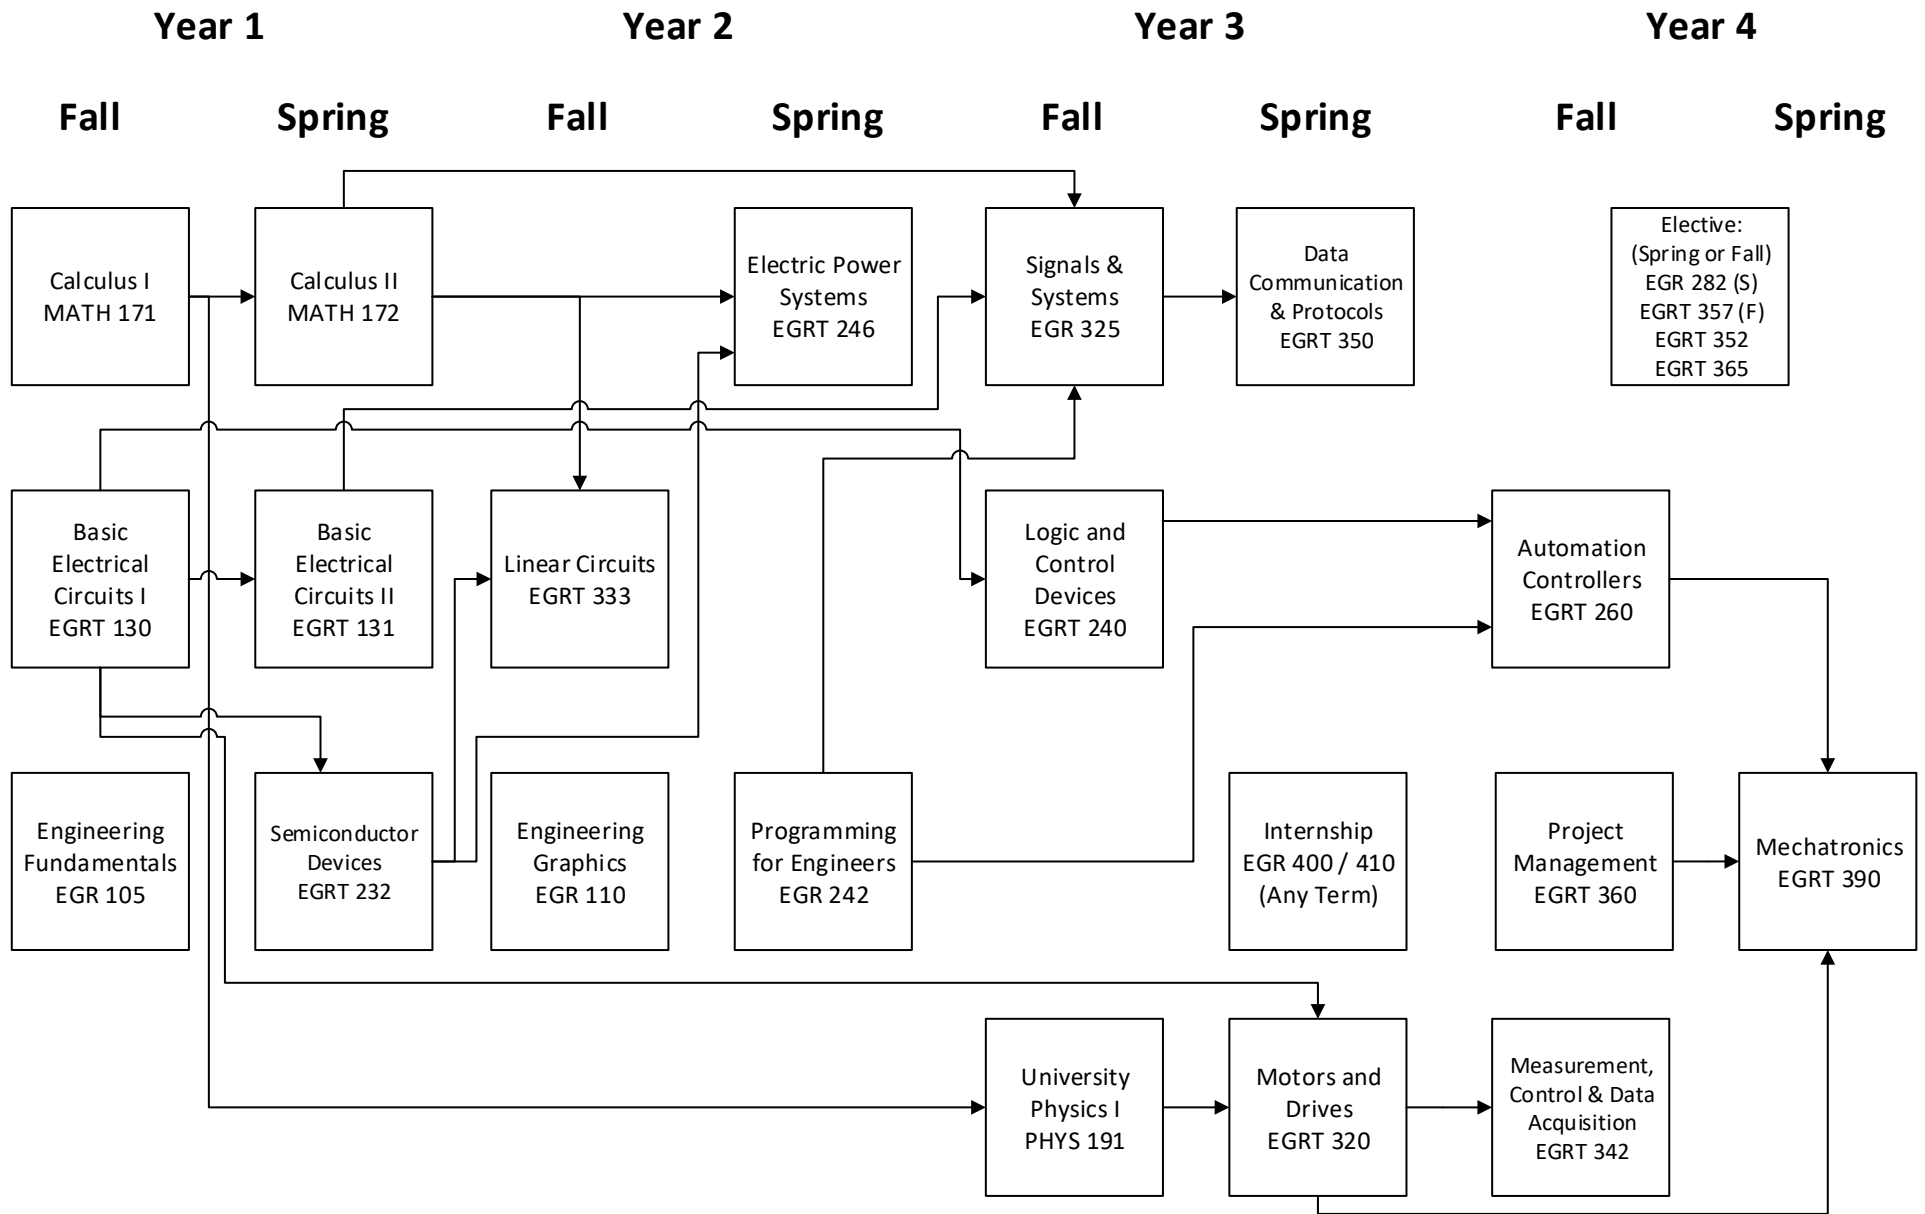 Year 1
Year 2
Year 3
Year 4
Fall
Spring
Fall
Spring
Fall
Spring
Fall
Spring
Calculus I
MATH 171
Calculus II
MATH 172
Electric Power
Systems
EGRT 246
Signals &
Systems
EGR 325
Data
Communication
& Protocols
EGRT 350
Elective:
(Spring or Fall)
EGR 282 (S)
EGRT 357 (F)
EGRT 352
EGRT 365
Basic
Electrical
Circuits I
EGRT 130
Basic
Electrical
Circuits II
EGRT 131
Linear Circuits
EGRT 333
Logic and
Control
Devices
EGRT 240
Automation
Controllers
EGRT 260
Engineering
Fundamentals
EGR 105
Semiconductor
Devices
EGRT 232
Engineering
Graphics
EGR 110
Programming
for Engineers
EGR 242
Internship
EGR 400 / 410
(Any Term)
Project
Management
EGRT 360
Mechatronics
EGRT 390
University
Physics I
PHYS 191
Motors and
Drives
EGRT 320
Measurement,
Control & Data
Acquisition
EGRT 342